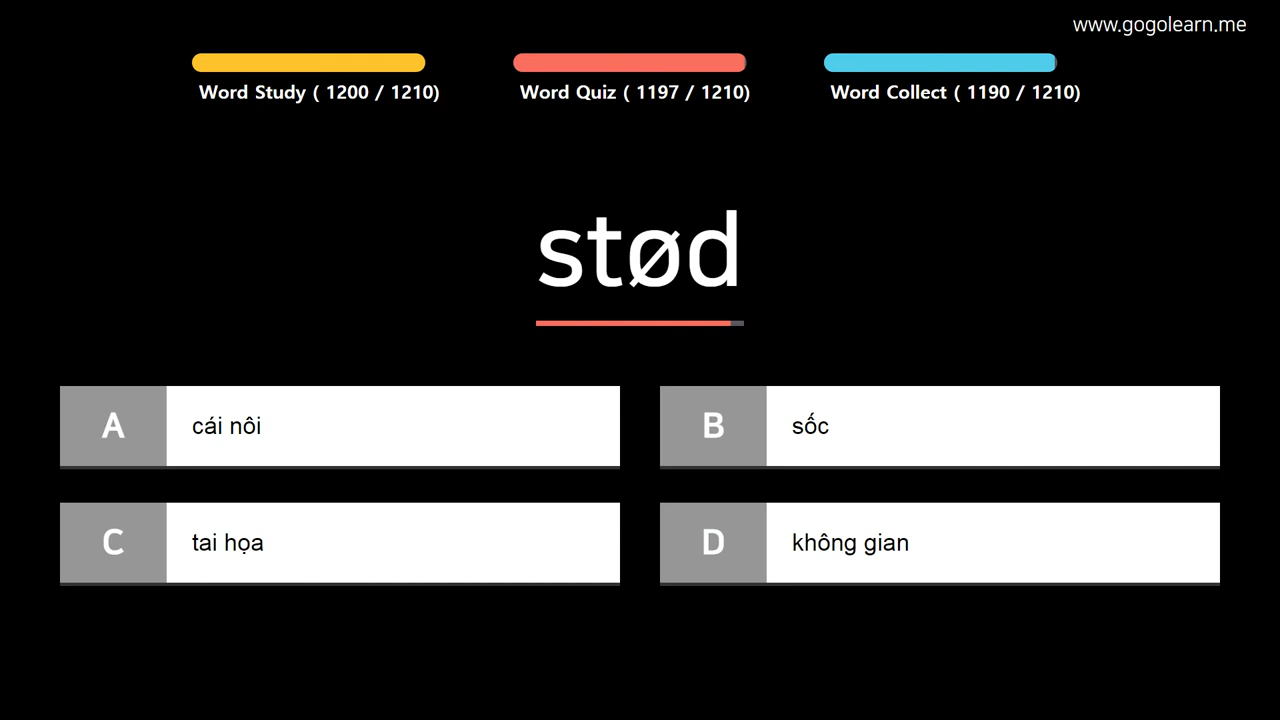 www.gogolearn.me
Word Study ( 1200 / 1210)
Word Quiz ( 1197 / 1210)
Word Collect ( 1190 / 1210)
stød
A cái nôi
B sốc
C tai họa
D không gian